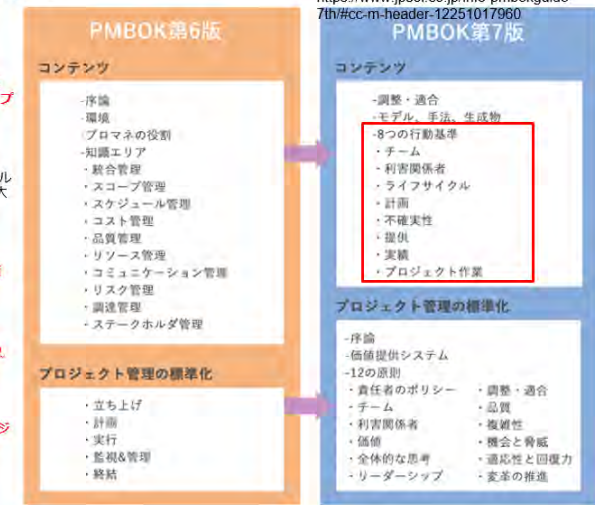 https://www.jpsol.co.jp/info-pmbokguide-
7th/#cc-m-header-12251017960
PMBOK第6版
コンテンツ
-序論
-環境
プロマネの役割
-知識エリア
・統合管理
・スコープ管理
・スケジュール管理
・コスト管理
・品質管理
・リソース管理
・コミュニケーション管理
・リスク管理
・調達管理
・ステークホルダ管理
プロジェクト管理の標準化
・立ち上げ
・計画
・実行
・監視&管理
・終結
PMBOK第7版
コンテンツ
-調整・適合
-モデル、手法、生成物
-8つの行動基準
・チーム
・利害関係者
・ライフサイクル
・計画
・不確実性
・提供
・実績
・プロジェクト作業
プロジェクト管理の標準化
-序論
-価値提供システム
-12の原則
・責任者のポリシー
・チーム
・利害関係者
・価値
・全体的な思考
・リーダーシップ
・調整・適合
・品質
・複雑性
・機会と脅威
・適応性と回復力
・変革の推進
プ
ル
大
ジ